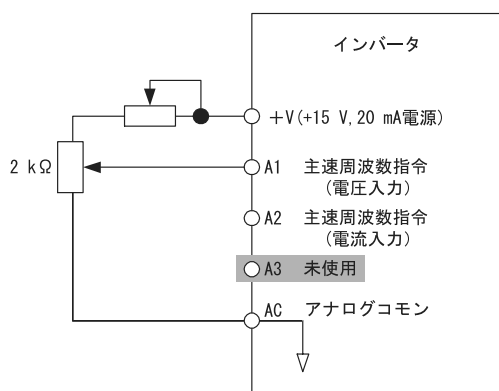 インバータ
+V(+15 V, 20 mA電源)
2 kΩ
A1 主速周波数指令
(電圧入力)
A2 主速周波数指令
(電流入力)
A3 未使用
AC アナログコモン